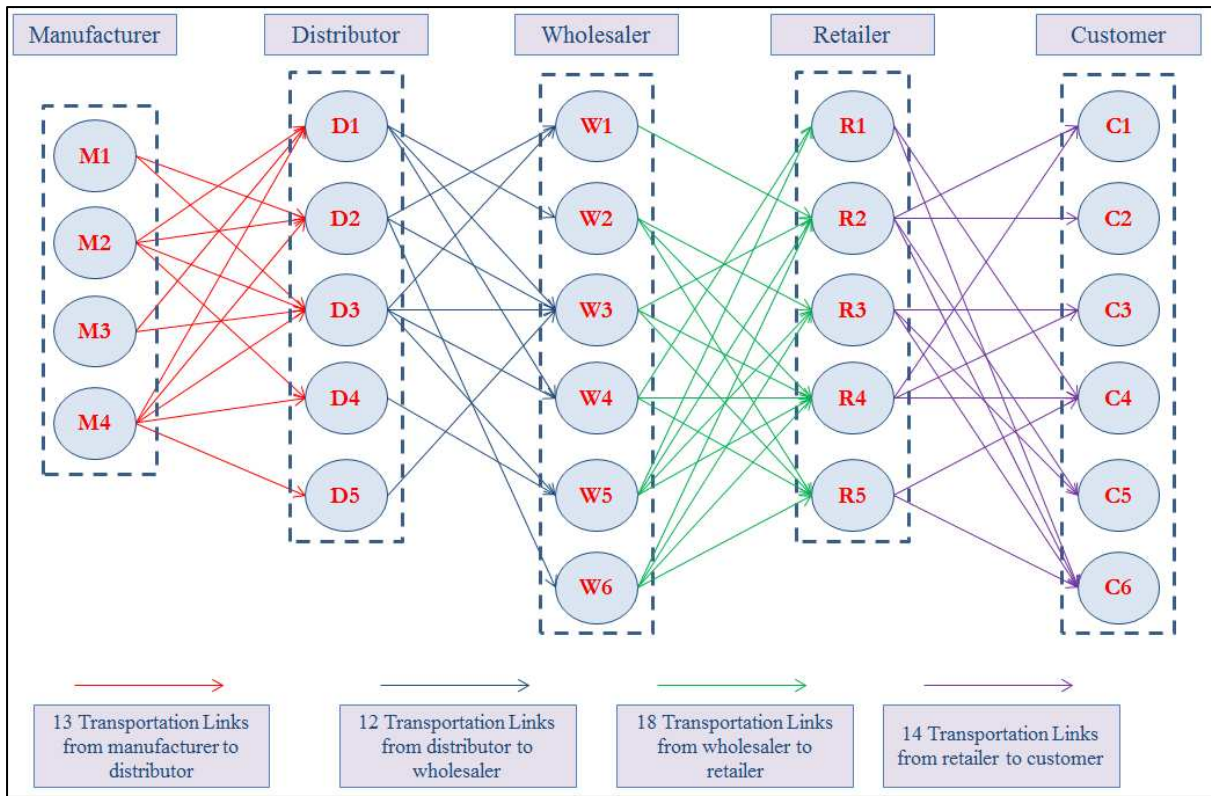 Manufacturer
Distributor
Wholesaler
Retailer
Customer
M1
M2
M3
M4
D1
D2
D3
D4
D5
W1
W2
W3
W4
W5
W6
R1
R2
R3
R4
R5
C1
C2
C3
C4
C5
C6
13 Transportation Links
from manufacturer to
distributor
12 Transportation Links
from distributor to
wholesaler
18 Transportation Links
from wholesaler to
retailer
14 Transportation Links
from retailer to customer